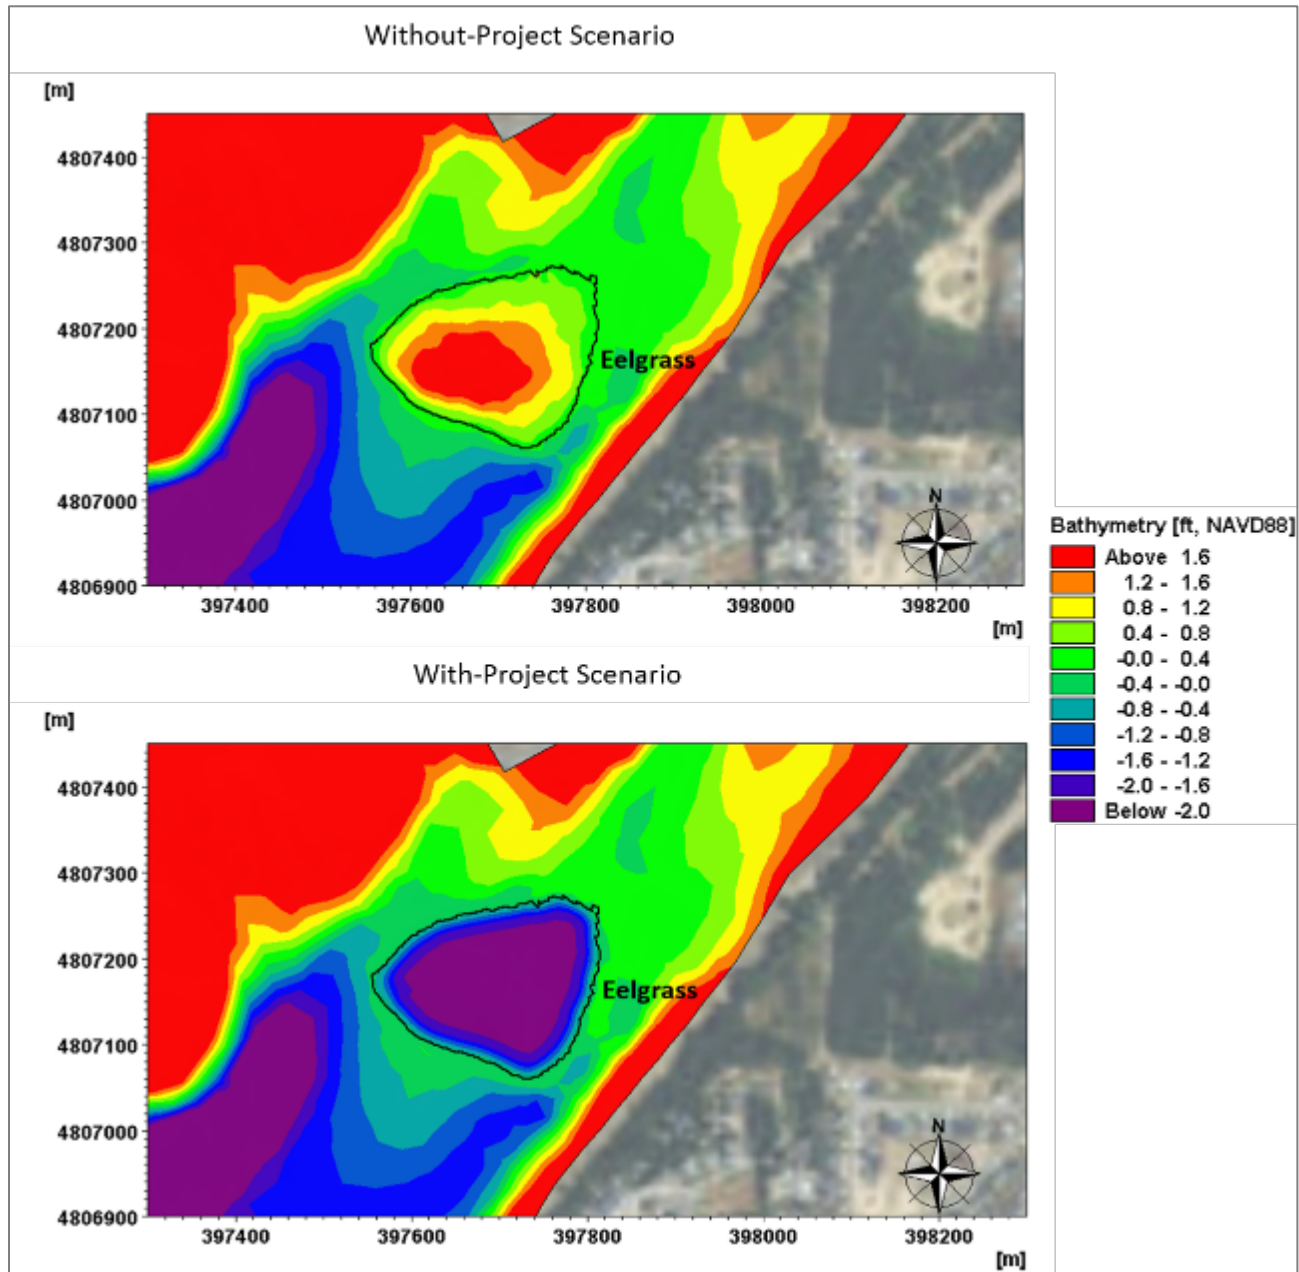 Without-Project Scenario
[m]
4807400
4807300
4807200
4807100
4807000
4806900
Eelgrass
N
397400 397600 397800 398000 398200
[m]
Bathymetry [ft, NAVD88]
Above 1.6
1.2 - 1.6
0.8 - 1.2
0.4 - 0.8
-0.0 - 0.4
-0.4 - -0.0
-0.8 - -0.4
-1.2 - -0.8
-1.6 - -1.2
-2.0 - -1.6
Below -2.0
With-Project Scenario
[m]
4807400
4807300
4807200
4807100
4807000
4806900
Eelgrass
N
397400 397600 397800 398000 398200
[m]